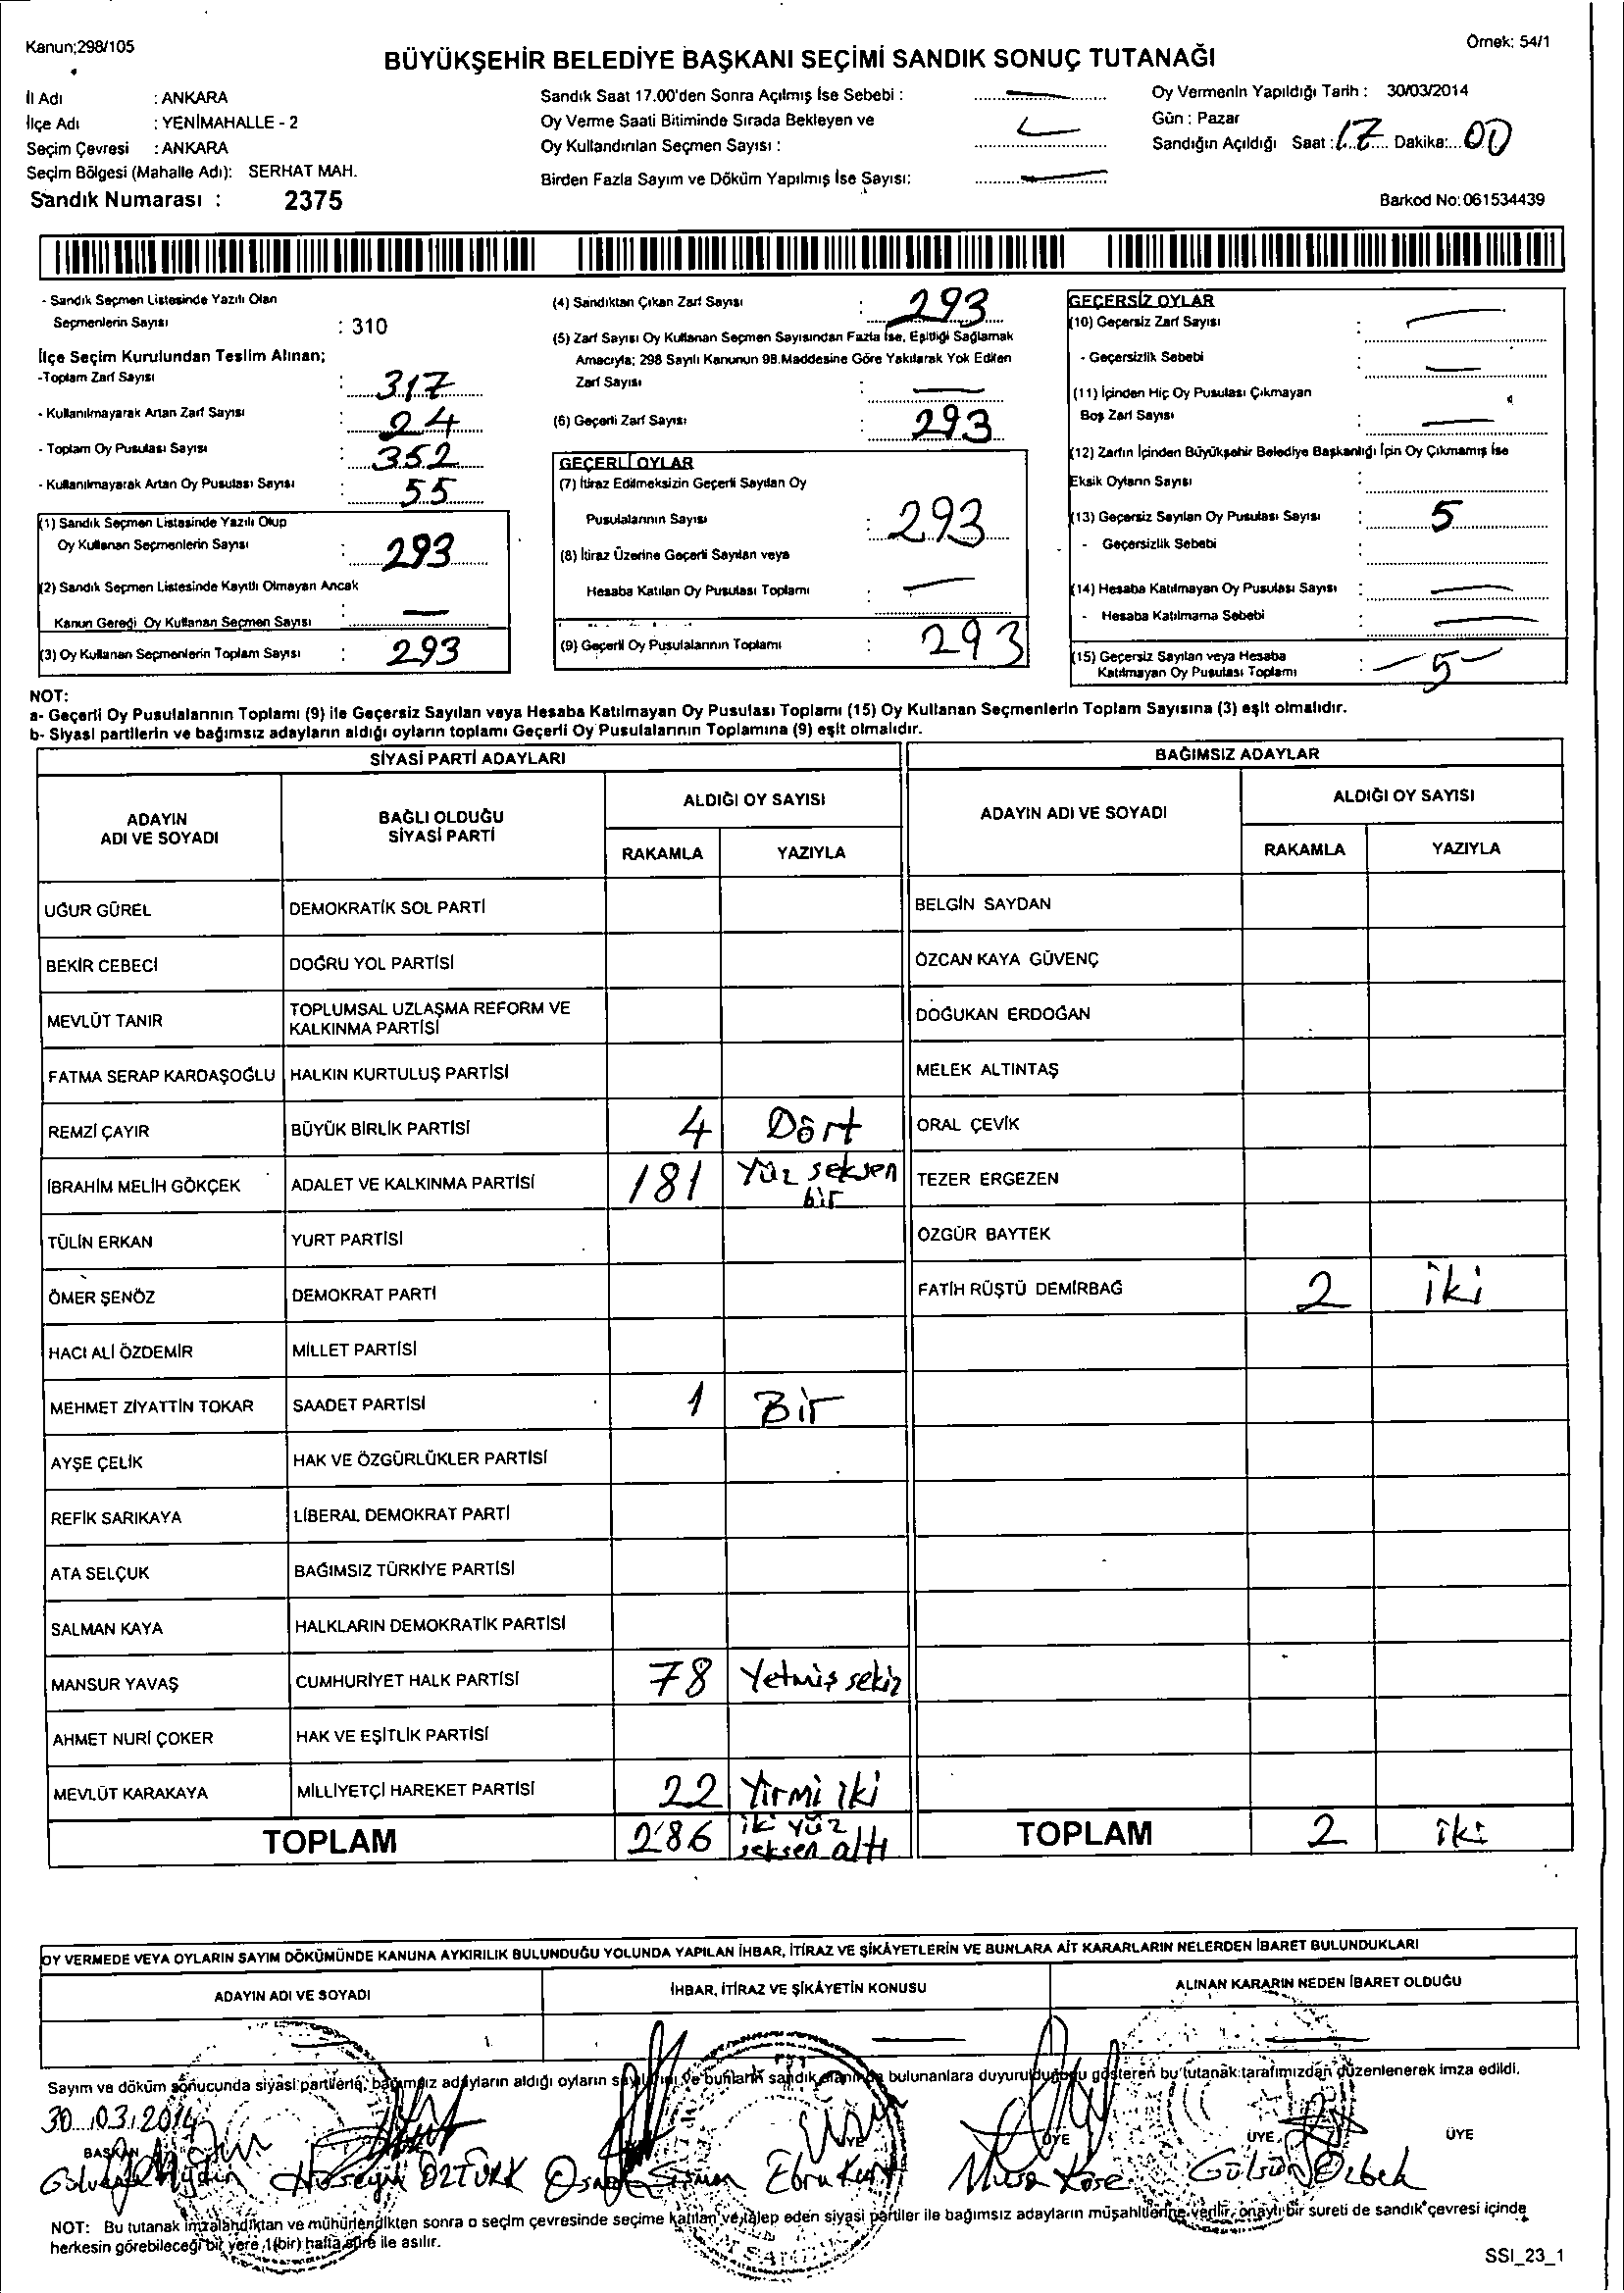 Kanun;298/105
Örnek: 54/1
BÜYÜKŞEHİR BELEDİYE BAŞKANI SEÇİMİ SANDIK SONUÇ TUTANAĞI
İl Adı : ANKARA
İlçe Adı : YENİMAHALLE - 2
Seçim Çevresi : ANKARA
Seçim Bölgesi (Mahalle Adı): SERHAT MAH.
Sandık Numarası : 2375
Sandık Saat 17.00'den Sonra Açılmış İse Sebebi :
Oy Verme Saati Bitiminde Sırada Bekleyen ve
Oy Kullandırılan Seçmen Sayısı :
Birden Fazla Sayım ve Döküm Yapılmış İse Sayısı:
Oy Vermenin Yapıldığı Tarih : 30/03/2014
Gün : Pazar
Sandığın Açıldığı Saat : 17 Dakika: 00
Barkod No: 061534439
- Sandık Seçmen Listesinde Yazılı Olan
Seçmenlerin Sayısı : 310
İlçe Seçim Kurulundan Teslim Alınan;
-Toplam Zarf Sayısı : 317
- Kullanılmayarak Artan Zarf Sayısı : 24
- Toplam Oy Pusulası Sayısı : 352
- Kullanılmayarak Artan Oy Pusulası Sayısı : 55
(1) Sandık Seçmen Listesinde Yazılı Olup
Oy Kullanan Seçmenlerin Sayısı : 293
(2) Sandık Seçmen Listesinde Kayıtlı Olmayan Ancak
Kanun Gereği Oy Kullanan Seçmen Sayısı : —
(3) Oy Kullanan Seçmenlerin Toplam Sayısı : 293
(4) Sandıktan Çıkan Zarf Sayısı : 293
(5) Zarf Sayısı Oy Kullanan Seçmen Sayısından Fazla İse, Eşitliği Sağlamak
Amacıyla; 298 Sayılı Kanunun 98.Maddesine Göre Yakılarak Yok Edilen
Zarf Sayısı : —
(6) Geçerli Zarf Sayısı : 293
GEÇERLİ OYLAR
(7) İtiraz Edilmeksizin Geçerli Sayılan Oy
Pusulalarının Sayısı : 293
(8) İtiraz Üzerine Geçerli Sayılan veya
Hesaba Katılan Oy Pusulası Toplamı : —
(9) Geçerli Oy Pusulalarının Toplamı : 293
GEÇERSİZ OYLAR
(10) Geçersiz Zarf Sayısı : —
- Geçersizlik Sebebi : —
(11) İçinden Hiç Oy Pusulası Çıkmayan
Boş Zarf Sayısı : —
(12) Zarfın İçinden Büyükşehir Belediye Başkanlığı İçin Oy Çıkmamış İse
Eksik Oyların Sayısı :
(13) Geçersiz Sayılan Oy Pusulası Sayısı : 5
- Geçersizlik Sebebi :
(14) Hesaba Katılmayan Oy Pusulası Sayısı : —
- Hesaba Katılmama Sebebi : —
(15) Geçersiz Sayılan veya Hesaba
Katılmayan Oy Pusulası Toplamı : — 5 —
NOT:
a- Geçerli Oy Pusulalarının Toplamı (9) ile Geçersiz Sayılan veya Hesaba Katılmayan Oy Pusulası Toplamı (15) Oy Kullanan Seçmenlerin Toplam Sayısına (3) eşit olmalıdır.
b- Siyasi partilerin ve bağımsız adayların aldığı oyların toplamı Geçerli Oy Pusulalarının Toplamına (9) eşit olmalıdır.
SİYASİ PARTİ ADAYLARI
ADAYIN ADI VE SOYADI BAĞLI OLDUĞU SİYASİ PARTİ ALDIĞI OY SAYISI
RAKAMLA YAZIYLA
UĞUR GÜREL DEMOKRATİK SOL PARTİ
BEKİR CEBECİ DOĞRU YOL PARTİSİ
MEVLÜT TANIR TOPLUMSAL UZLAŞMA REFORM VE
KALKINMA PARTİSİ
FATMA SERAP KARDAŞOĞLU HALKIN KURTULUŞ PARTİSİ
REMZİ ÇAYIR BÜYÜK BİRLİK PARTİSİ 4 Dört
İBRAHİM MELİH GÖKÇEK ADALET VE KALKINMA PARTİSİ 181 Yüz seksen bir
TÜLİN ERKAN YURT PARTİSİ
ÖMER ŞENÖZ DEMOKRAT PARTİ
HACI ALİ ÖZDEMİR MİLLET PARTİSİ
MEHMET ZİYATTİN TOKAR SAADET PARTİSİ 1 Bir
AYŞE ÇELİK HAK VE ÖZGÜRLÜKLER PARTİSİ
REFİK SARIKAYA LİBERAL DEMOKRAT PARTİ
ATA SELÇUK BAĞIMSIZ TÜRKİYE PARTİSİ
SALMAN KAYA HALKLARIN DEMOKRATİK PARTİSİ
MANSUR YAVAŞ CUMHURİYET HALK PARTİSİ 78 Yetmiş sekiz
AHMET NURİ ÇOKER HAK VE EŞİTLİK PARTİSİ
MEVLÜT KARAKAYA MİLLİYETÇİ HAREKET PARTİSİ 22 Yirmi iki
TOPLAM 286 iki yüz seksen altı
BAĞIMSIZ ADAYLAR
ADAYIN ADI VE SOYADI ALDIĞI OY SAYISI
RAKAMLA YAZIYLA
BELGİN SAYDAN
ÖZCAN KAYA GÜVENÇ
DOĞUKAN ERDOĞAN
MELEK ALTINTAŞ
ORAL ÇEVİK
TEZER ERGEZEN
ÖZGÜR BAYTEK
FATİH RÜŞTÜ DEMİRBAĞ 2 iki
TOPLAM 2 iki
OY VERMEDE VEYA OYLARIN SAYIM DÖKÜMÜNDE KANUNA AYKIRILIK BULUNDUĞU YOLUNDA YAPILAN İHBAR, İTİRAZ VE ŞİKÂYETLERİN VE BUNLARA AİT KARARLARIN NELERDEN İBARET BULUNDUKLARI
ADAYIN ADI VE SOYADI İHBAR, İTİRAZ VE ŞİKÂYETİN KONUSU ALINAN KARARIN NEDEN İBARET OLDUĞU
Sayım ve döküm sonucunda siyasi partilerle, bağımsız adayların aldığı oyların sayıldığını ve bunların sandık alanında bulunanlara duyurulduğunu gösteren bu tutanak tarafımızdan düzenlenerek imza edildi.
30.03.2014
BAŞKAN ÜYE ÜYE ÜYE ÜYE
Aydın Hüseyin ÖZTÜRK Osman Ebru Kurt Musa Köse Gülsün Özbek
NOT: Bu tutanak imzalandıktan ve mühürlendikten sonra o seçim çevresinde seçime katılan ve talep eden siyasi partiler ile bağımsız adayların müşahitlerine verilir, onaylı bir sureti de sandık çevresi içinde
herkesin görebileceği bir yere 1(bir) hafta süre ile asılır.
SSI_23_1